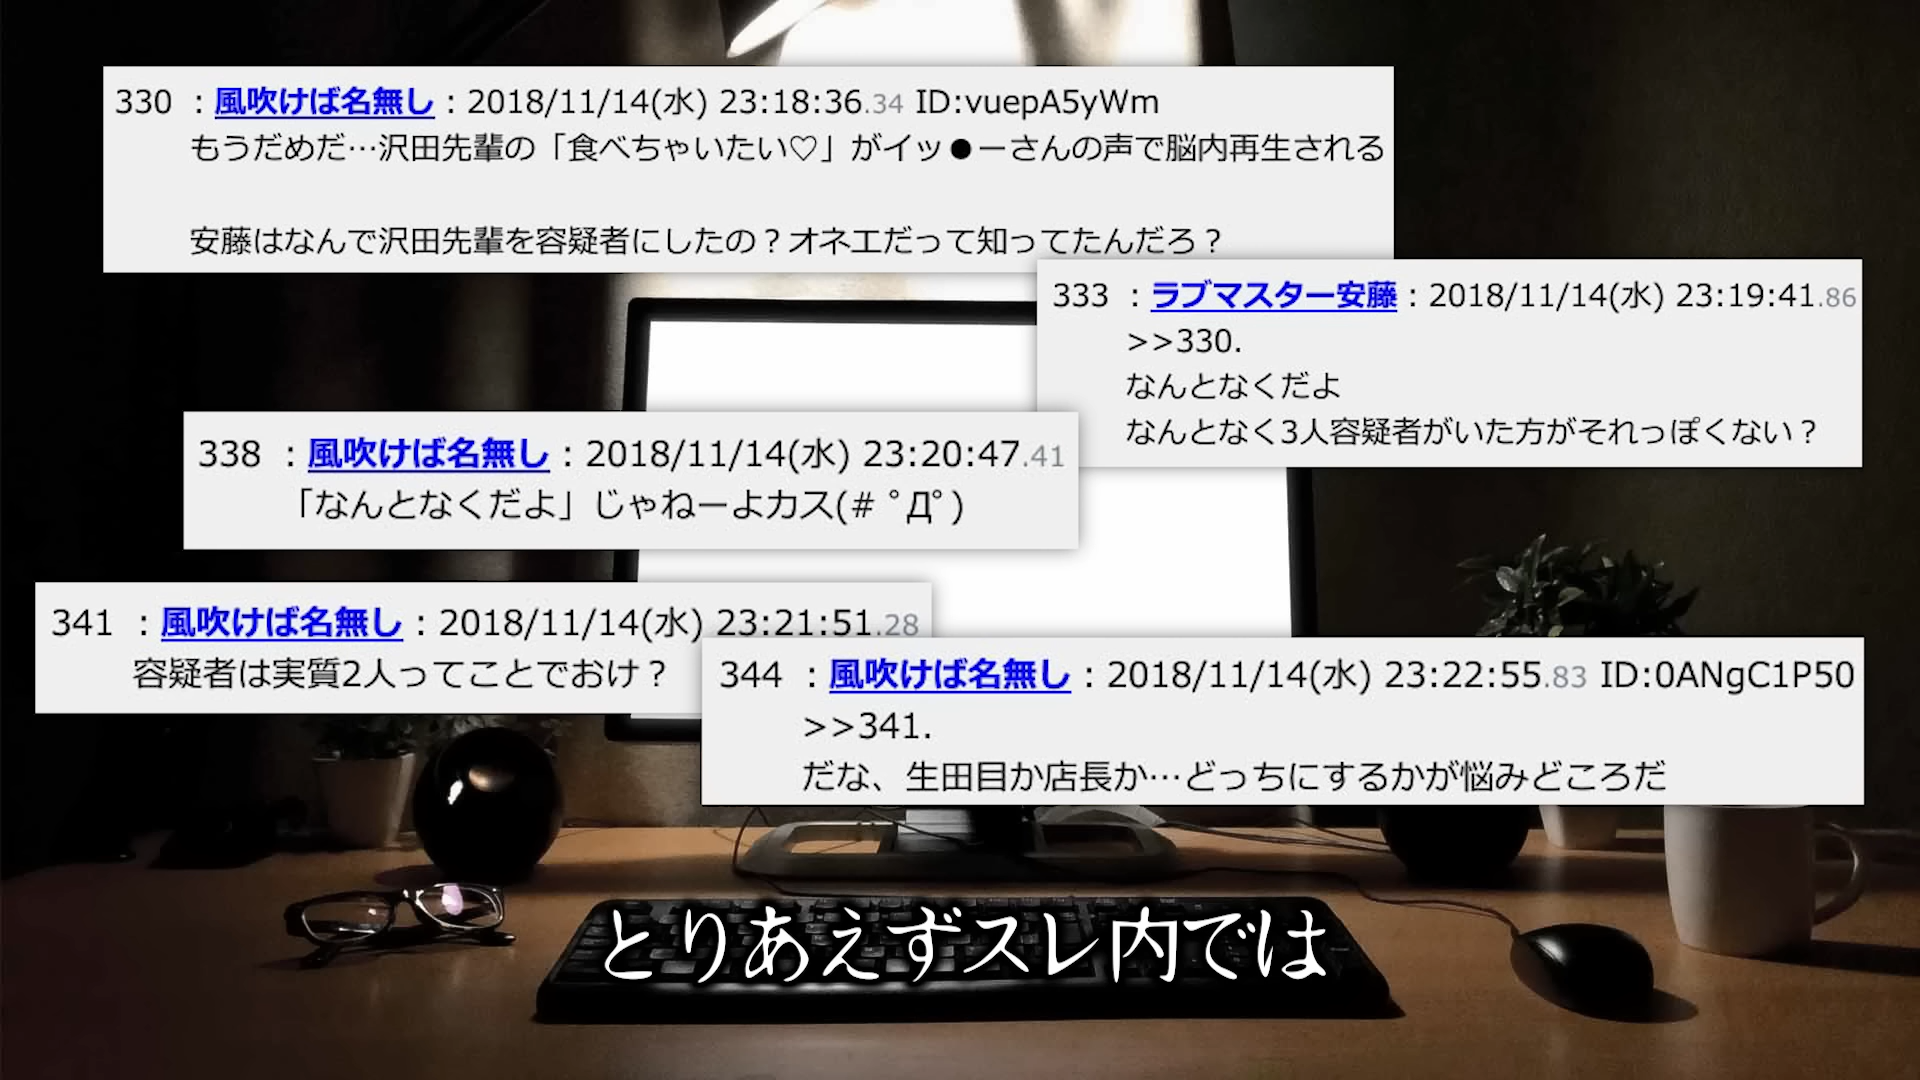 330 ：風吹けば名無し：2018/11/14(水) 23:18:36.34 ID:vuepA5yWm
もうだめだ…沢田先輩の「食べちゃいたい♡」がイッ●ーさんの声で脳内再生される
安藤はなんで沢田先輩を容疑者にしたの？オネエだって知ってたんだろ？
333 ：ラブマスター安藤：2018/11/14(水) 23:19:41.86
>>330.
なんとなくだよ
なんとなく3人容疑者がいた方がそれっぽくない？
338 ：風吹けば名無し：2018/11/14(水) 23:20:47.41
「なんとなくだよ」じゃねーよカス(# ﾟДﾟ)
341 ：風吹けば名無し：2018/11/14(水) 23:21:51.28
容疑者は実質2人ってことでおけ？
344 ：風吹けば名無し：2018/11/14(水) 23:22:55.83 ID:0ANgC1P50
>>341.
だな、生田目か店長か…どっちにするかが悩みどころだ
とりあえずスレ内では